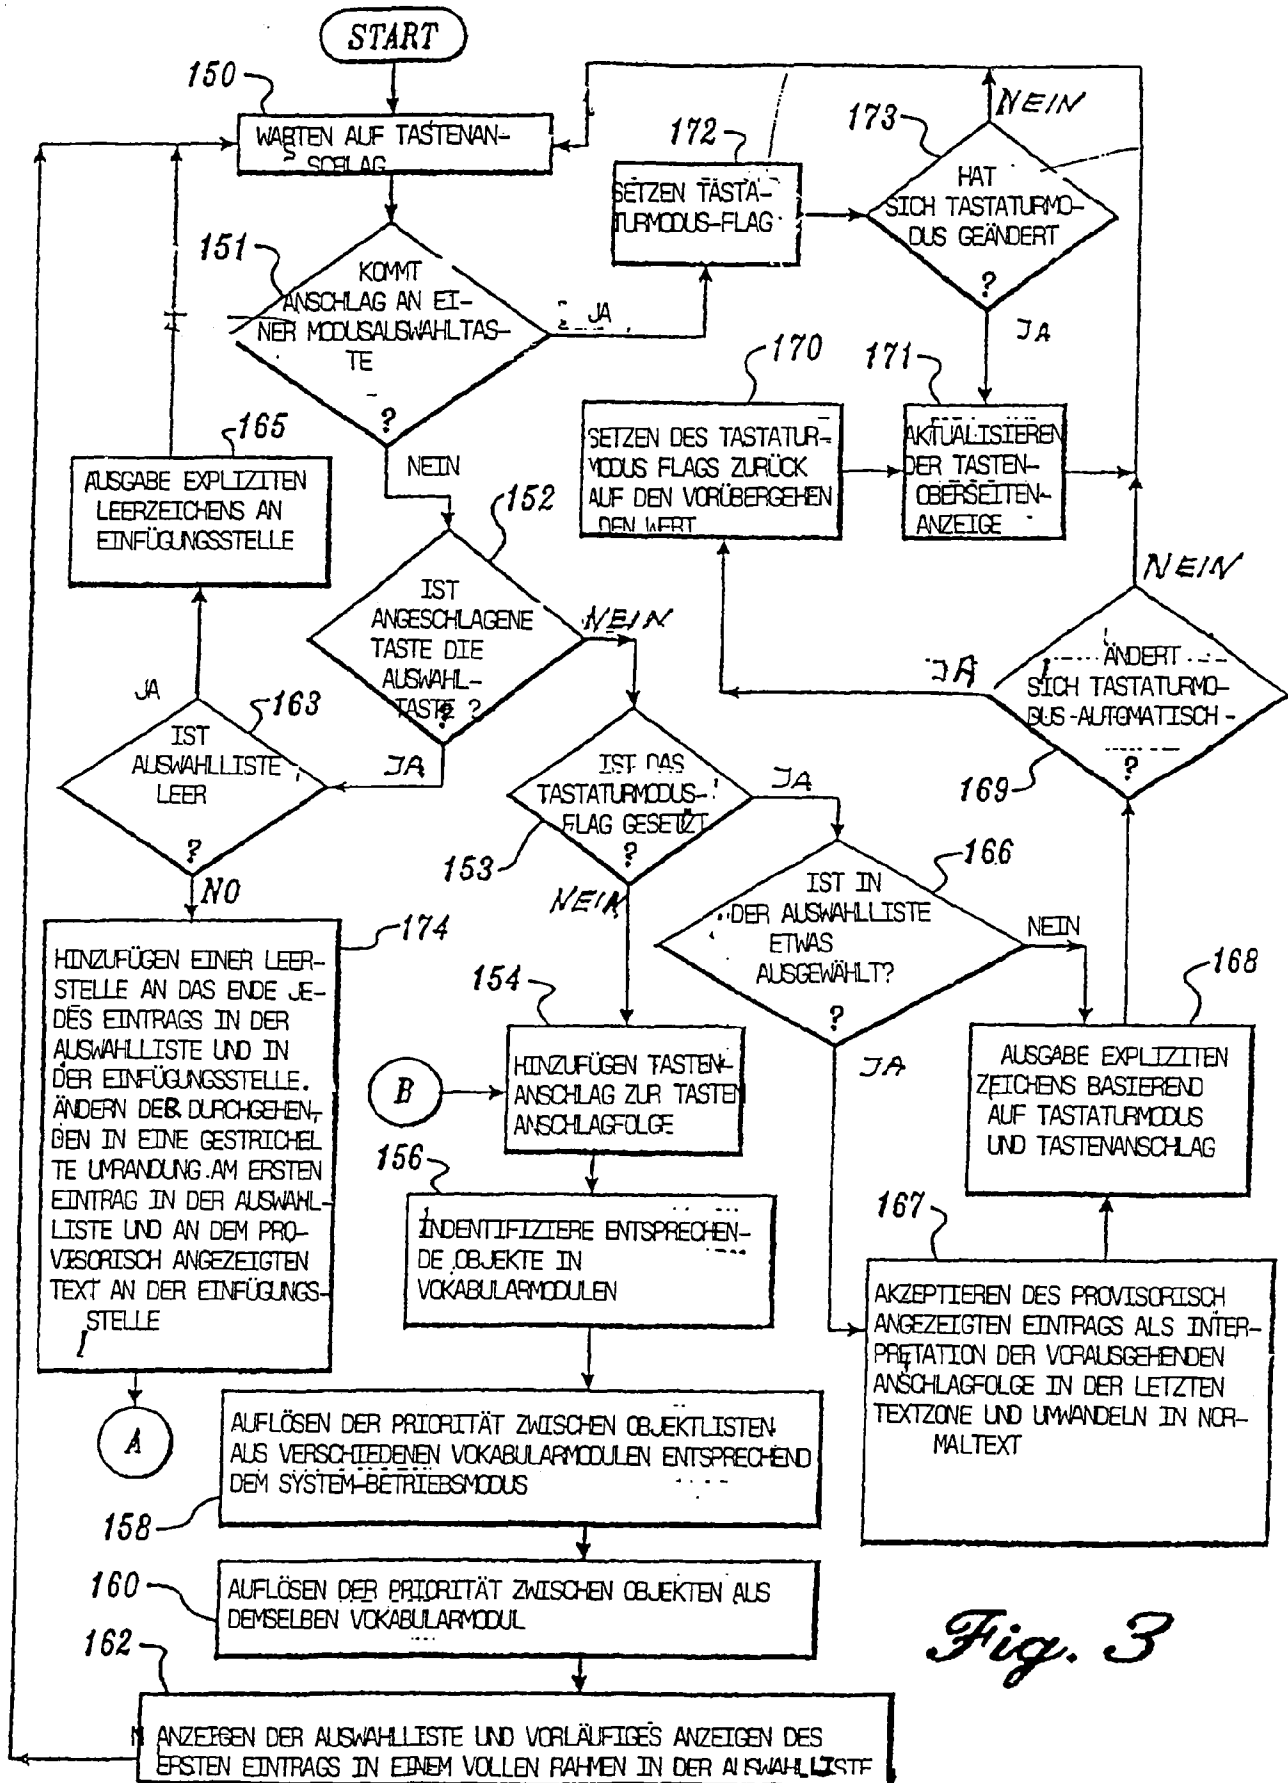 START
150
WARTEN AUF TASTENAN-
SCHLAG
151
KOMMT
ANSCHLAG AN EI-
NER MODUSAUSWAHLTAS-
TE
?
JA
NEIN
172
SETZEN TASTA-
TURMODUS-FLAG
173
HAT
SICH TASTATURMO-
DUS GEÄNDERT
?
NEIN
JA
165
AUSGABE EXPLIZITEN
LEERZEICHENS AN
EINFÜGUNGSSTELLE
170
SETZEN DES TASTATUR-
MODUS FLAGS ZURÜCK
AUF DEN VORÜBERGEHEN
DEN WERT
171
AKTUALISIEREN
DER TASTEN-
OBERSEITEN-
ANZEIGE
152
IST
ANGESCHLAGENE
TASTE DIE
AUSWAHL-
TASTE ?
?
NEIN
JA
JA
163
IST
AUSWAHLLISTE
LEER
?
NO
153
IST DAS
TASTATURMODUS-
FLAG GESETZT
?
JA
NEIN
NEIN
JA
ÄNDERT
SICH TASTATURMO-
DUS-AUTOMATISCH-
?
169
166
IST IN
DER AUSWAHLLISTE
ETWAS
AUSGEWÄHLT?
?
NEIN
JA
174
HINZUFÜGEN EINER LEER-
STELLE AN DAS ENDE JE-
DES EINTRAGS IN DER
AUSWAHLLISTE UND IN
DER EINFÜGUNGSSTELLE.
ÄNDERN DER DURCHGEHEN-
DEN IN EINE GESTRICHEL
TE UMRANDUNG.AM ERSTEN
EINTRAG IN DER AUSWAHL-
LISTE UND AN DEM PRO-
VISORISCH ANGEZEIGTEN
TEXT AN DER EINFÜGUNGS-
STELLE
A
154
B
HINZUFÜGEN TASTEN-
ANSCHLAG ZUR TASTEN
ANSCHLAGFOLGE
168
AUSGABE EXPLIZITEN
ZEICHENS BASIEREND
AUF TASTATURMODUS
UND TASTENANSCHLAG
156
INDENTIFIZIERE ENTSPRECHEN-
DE OBJEKTE IN
VOKABULARMODULEN
167
AKZEPTIEREN DES PROVISORISCH
ANGEZEIGTEN EINTRAGS ALS INTER-
PRETATION DER VORAUSGEHENDEN
ANSCHLAGFOLGE IN DER LETZTEN
TEXTZONE UND UMWANDELN IN NOR-
MALTEXT
158
AUFLÖSEN DER PRIORITÄT ZWISCHEN OBJEKTLISTEN
AUS VERSCHIEDENEN VOKABULARMODULEN ENTSPRECHEND
DEM SYSTEM-BETRIEBSMODUS
160
AUFLÖSEN DER PRIORITÄT ZWISCHEN OBJEKTEN AUS
DEMSELBEN VOKABULARMODUL
162
ANZEIGEN DER AUSWAHLLISTE UND VORLÄUFIGES ANZEIGEN DES
ERSTEN EINTRAGS IN EINEM VOLLEN RAHMEN IN DER AUSWAHLLISTE
Fig. 3